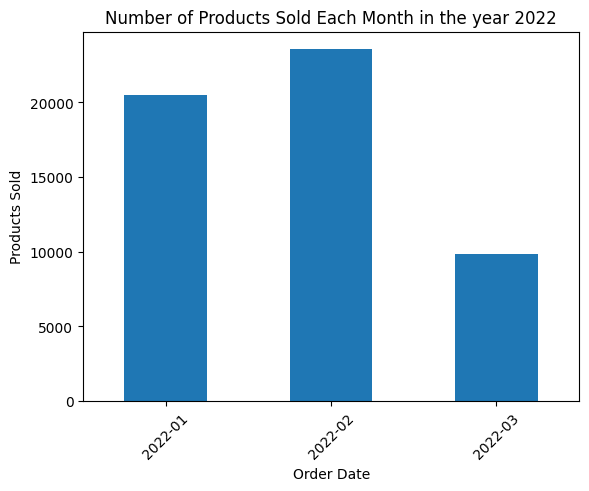 Number of Products Sold Each Month in the year 2022
Products Sold
20000
15000
10000
5000
0
2022-01
2022-02
2022-03
Order Date